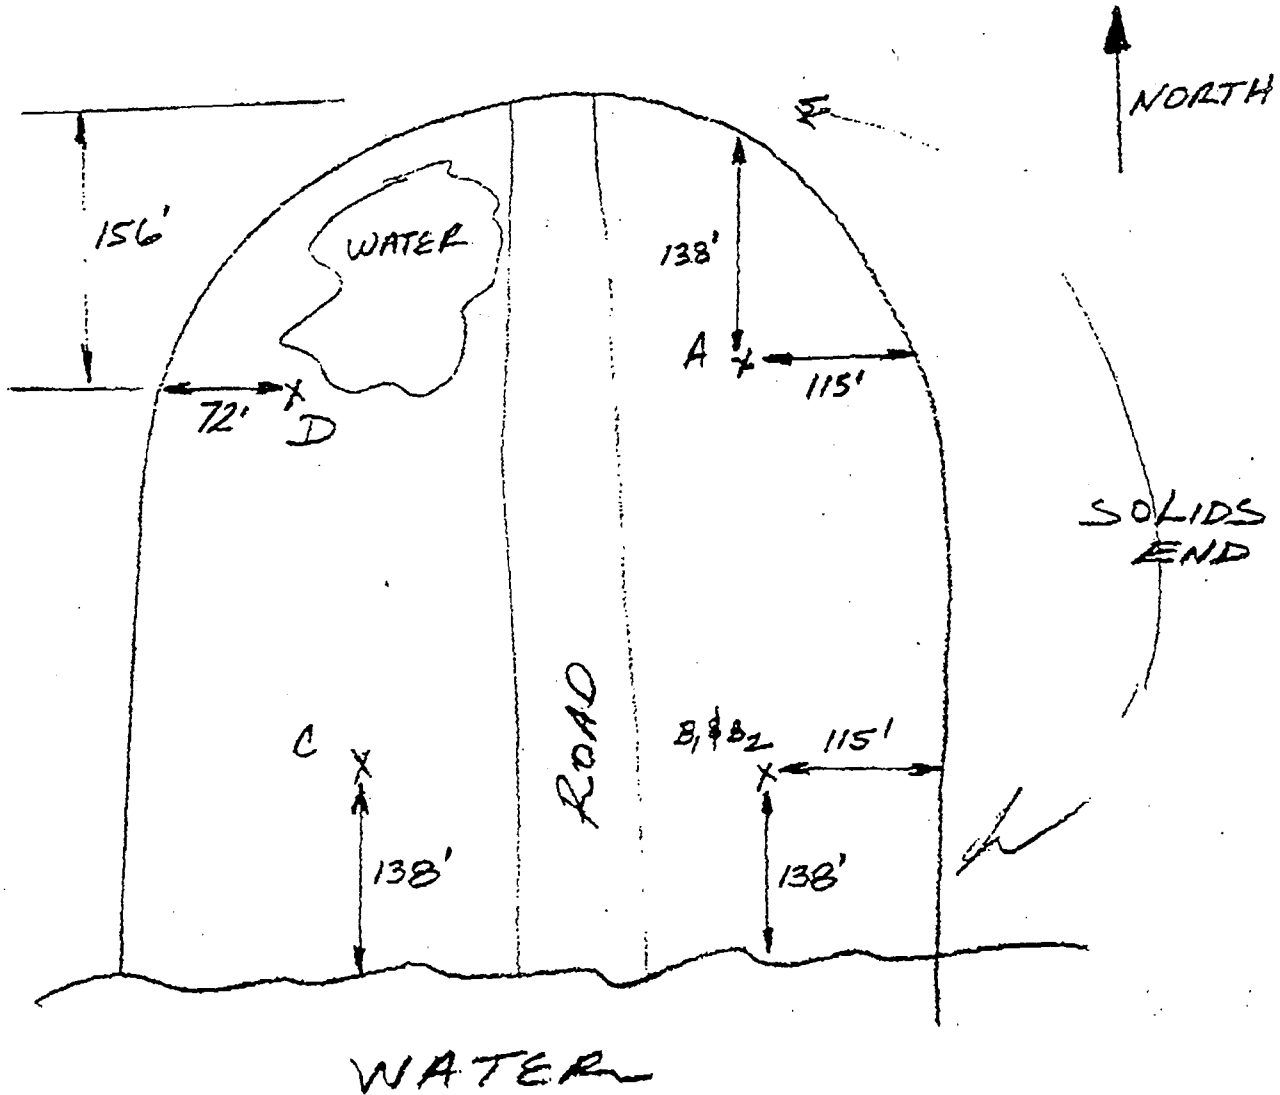 NORTH
156'
WATER
138'
A
115'
72'
D
SOLIDS
END
ROAD
C
B1 & B2
115'
138'
138'
WATER